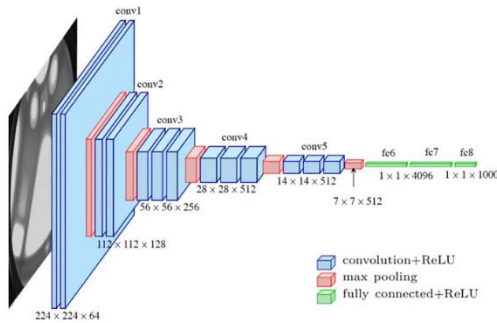 conv1
conv2
conv3
conv4
conv5
fc6
fc7
fc8
1 × 1 × 4096
1 × 1 × 1000
14 × 14 × 512
28 × 28 × 512
7 × 7 × 512
56 × 56 × 256
112 × 112 × 128
224 × 224 × 64
convolution+ReLU
max pooling
fully connected+ReLU